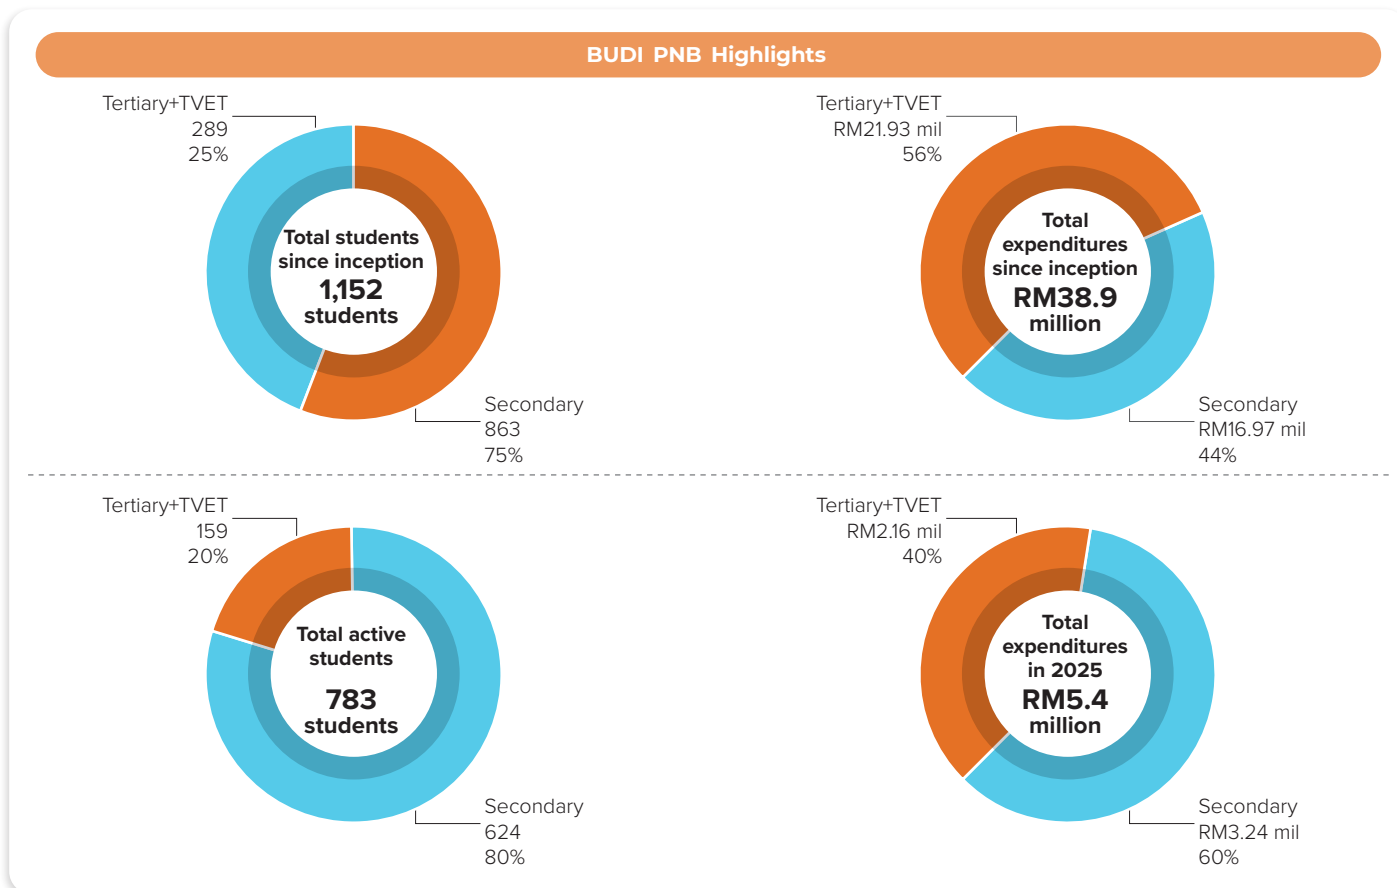 BUDI PNB Highlights
Tertiary+TVET
289
25%
Total students
since inception
1,152
students
Secondary
863
75%
Tertiary+TVET
RM21.93 mil
56%
Total
expenditures
since inception
RM38.9
million
Secondary
RM16.97 mil
44%
Tertiary+TVET
159
20%
Total active
students
783
students
Secondary
624
80%
Tertiary+TVET
RM2.16 mil
40%
Total
expenditures
in 2025
RM5.4
million
Secondary
RM3.24 mil
60%